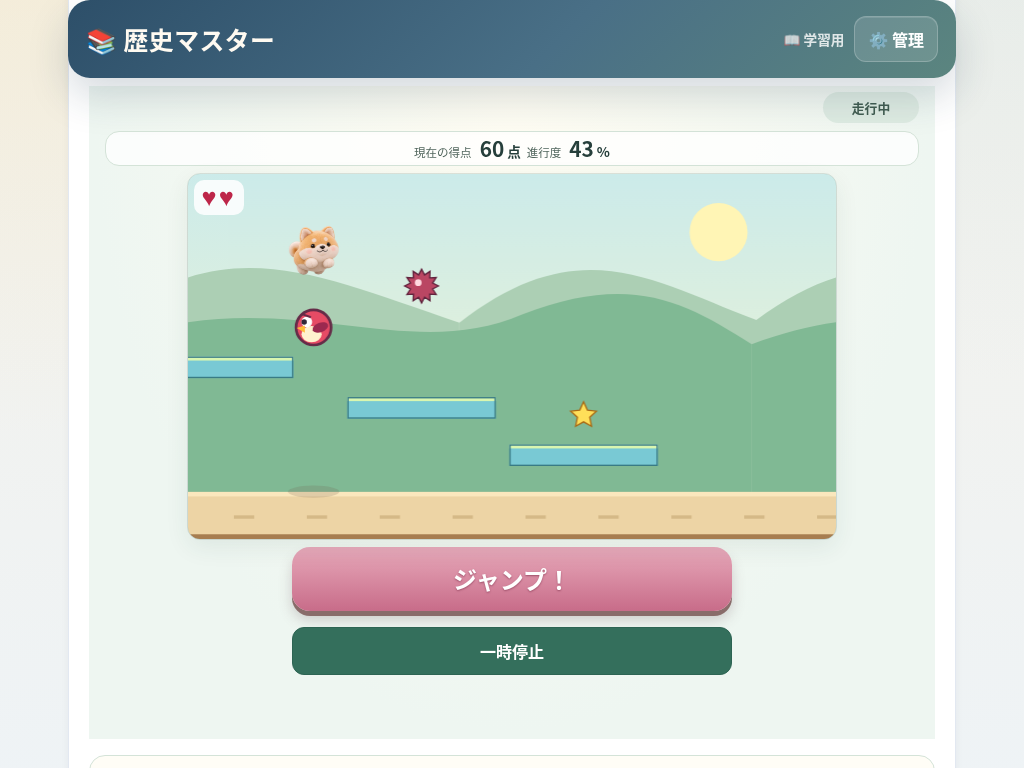 📚 歴史マスター
📖 学習用
⚙️ 管理
走行中
現在の得点 60 点 進行度 43 %
♥♥
ジャンプ！
一時停止